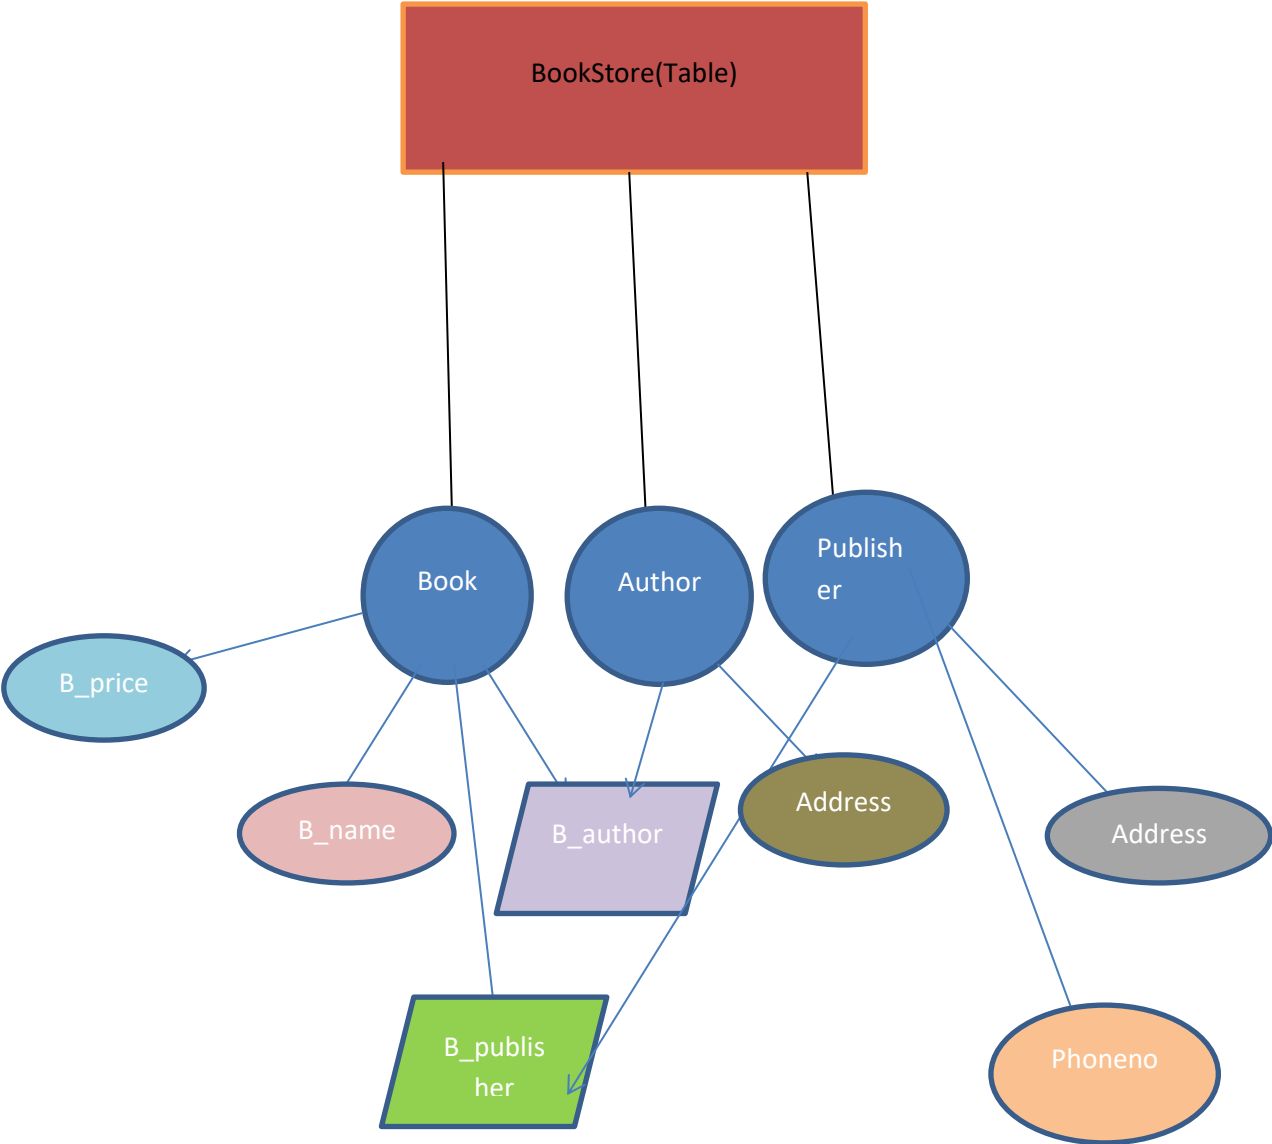 BookStore(Table)
Book
Author
Publish
er
B_price
B_name
B_author
Address
Address
B_publis
her
Phoneno